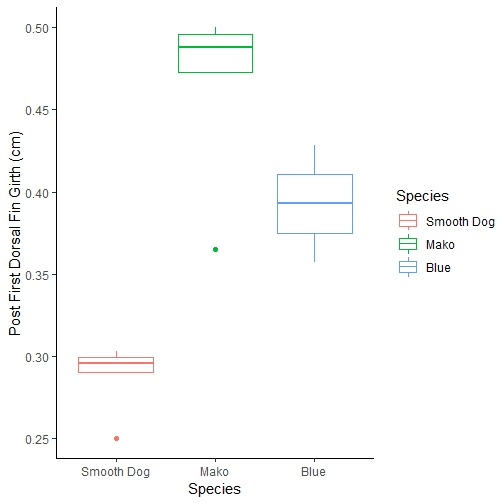 Post First Dorsal Fin Girth (cm)
0.50
0.45
0.40
0.35
0.30
0.25
Smooth Dog
Mako
Blue
Species
Species
Smooth Dog
Mako
Blue